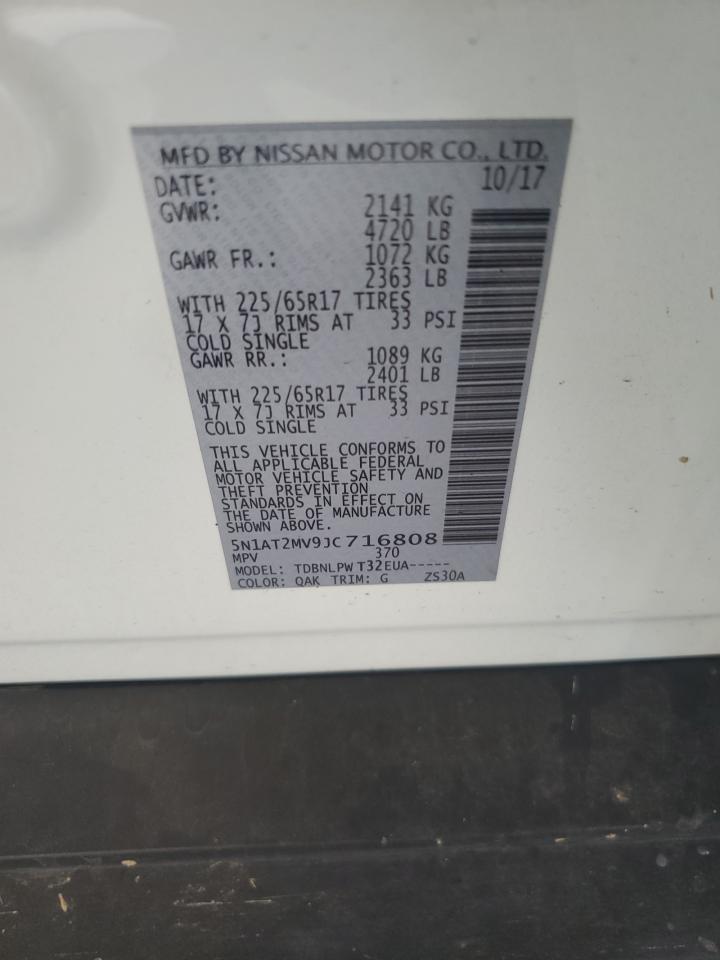 MFD BY NISSAN MOTOR CO., LTD.
DATE: 10/17
GVWR: 2141 KG
4720 LB
GAWR FR.: 1072 KG
2363 LB
WITH 225/65R17 TIRES
17 X 7J RIMS AT 33 PSI
COLD SINGLE
GAWR RR.: 1089 KG
2401 LB
WITH 225/65R17 TIRES
17 X 7J RIMS AT 33 PSI
COLD SINGLE
THIS VEHICLE CONFORMS TO
ALL APPLICABLE FEDERAL
MOTOR VEHICLE SAFETY AND
THEFT PREVENTION
STANDARDS IN EFFECT ON
THE DATE OF MANUFACTURE
SHOWN ABOVE.
5N1AT2MV9JC716808
MPV 370
MODEL: TDBNLPW T32EUA-----
COLOR: QAK TRIM: G ZS30A